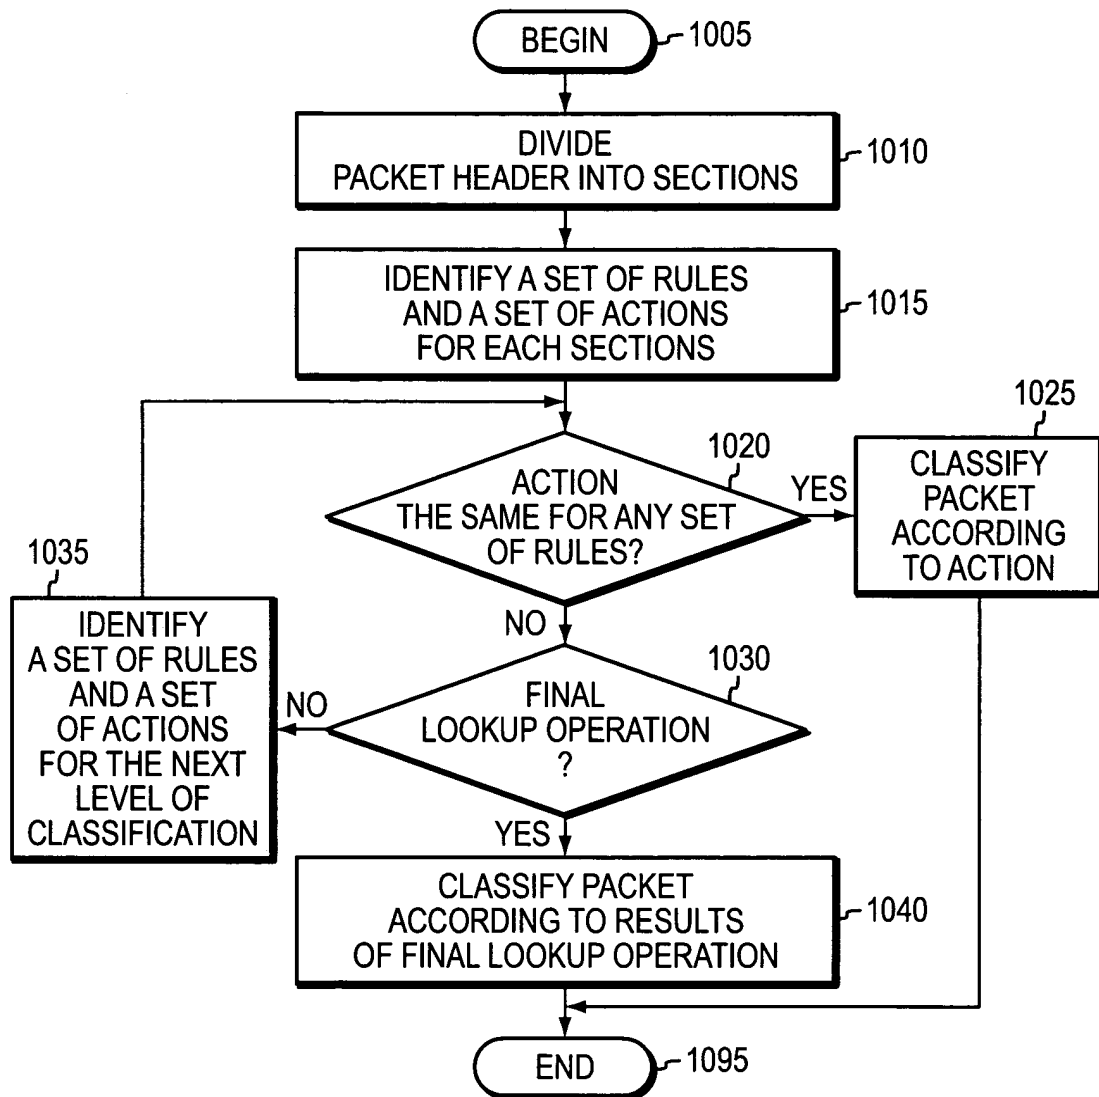 BEGIN
1005
DIVIDE
PACKET HEADER INTO SECTIONS
1010
IDENTIFY A SET OF RULES
AND A SET OF ACTIONS
FOR EACH SECTIONS
1015
ACTION
THE SAME FOR ANY SET
OF RULES?
1020
YES
1025
CLASSIFY
PACKET
ACCORDING
TO ACTION
NO
1035
IDENTIFY
A SET OF RULES
AND A SET
OF ACTIONS
FOR THE NEXT
LEVEL OF
CLASSIFICATION
NO
FINAL
LOOKUP OPERATION
?
1030
YES
CLASSIFY PACKET
ACCORDING TO RESULTS
OF FINAL LOOKUP OPERATION
1040
END
1095